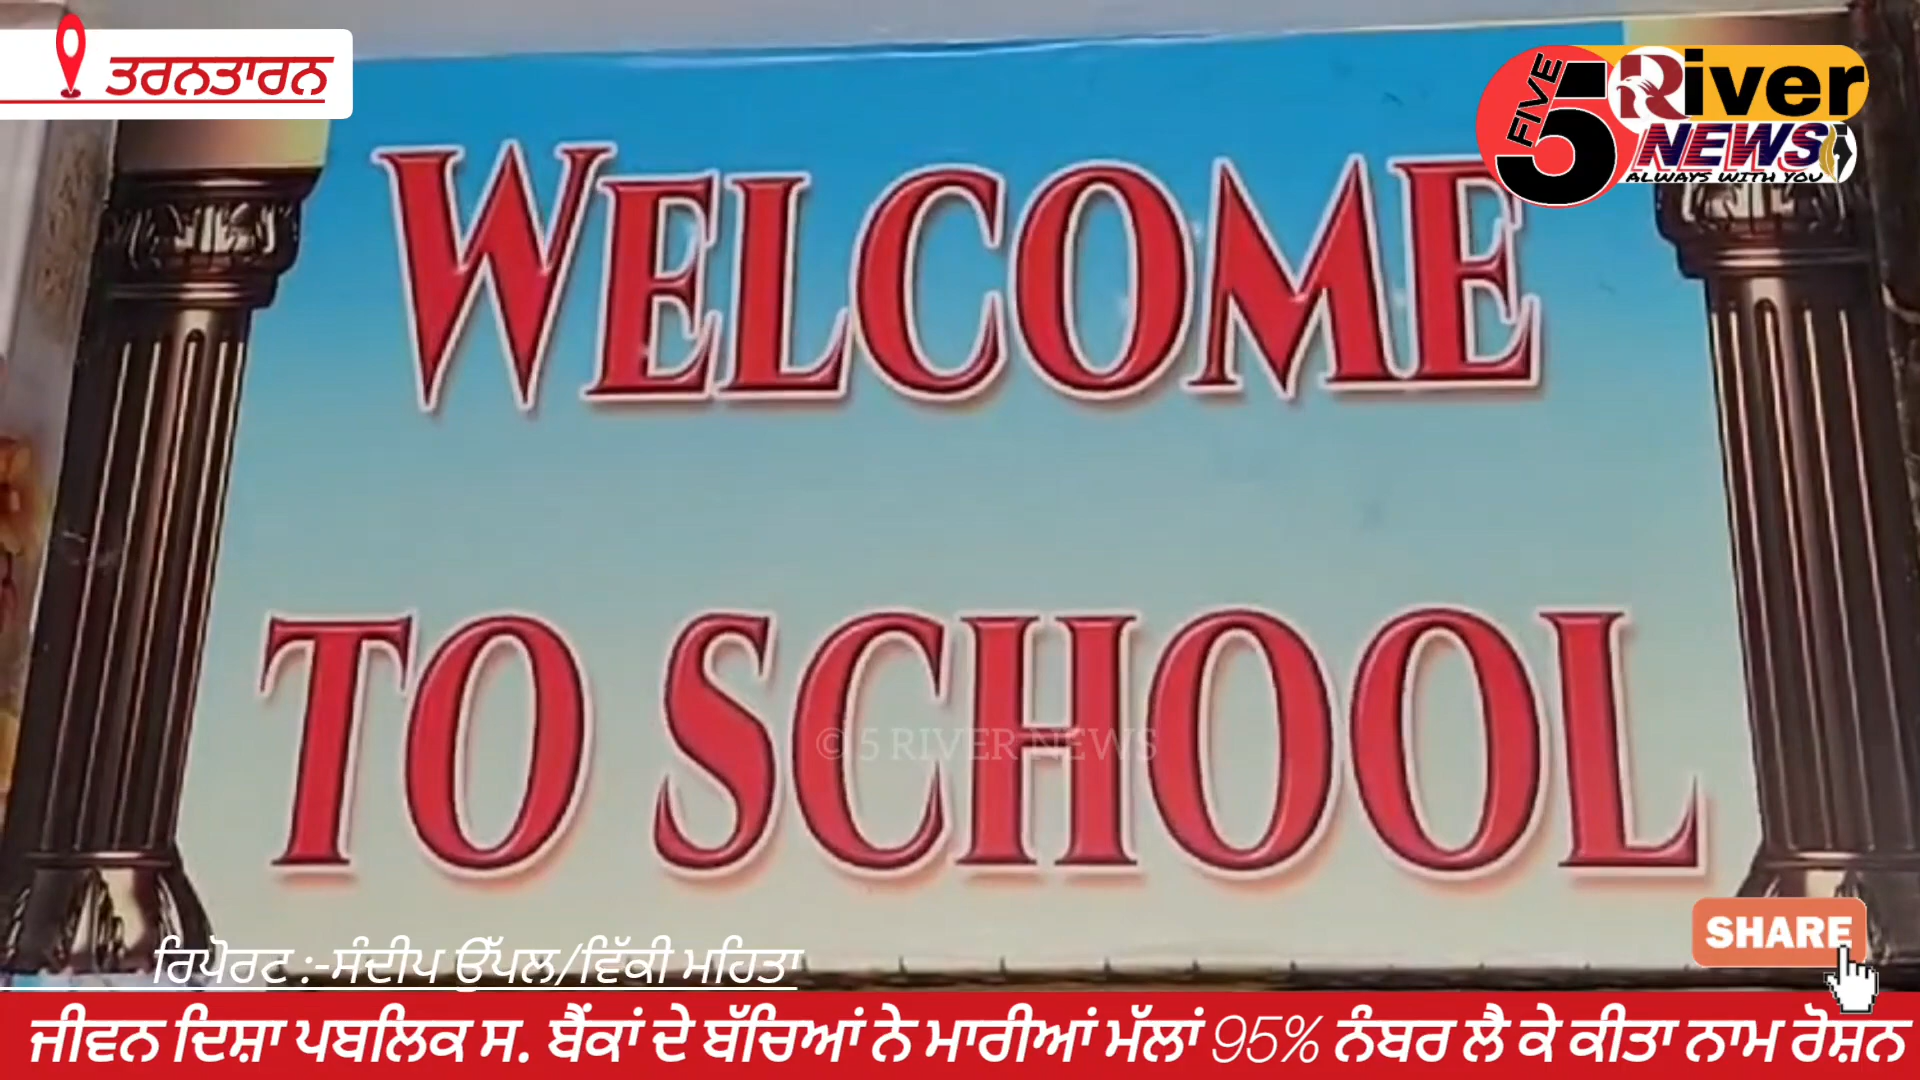 ਤਰਨਤਾਰਨ
FIVE 5 River
NEWS
ALWAYS WITH YOU
WELCOME
TO SCHOOL
© 5 RIVER NEWS
SHARE
ਰਿਪੋਰਟ :-ਸੰਦੀਪ ਉੱਪਲ/ਵਿੱਕੀ ਮਹਿਤਾ
ਜੀਵਨ ਦਿਸ਼ਾ ਪਬਲਿਕ ਸ. ਬੈਂਕਾਂ ਦੇ ਬੱਚਿਆਂ ਨੇ ਮਾਰੀਆਂ ਮੱਲਾਂ 95% ਨੰਬਰ ਲੈ ਕੇ ਕੀਤਾ ਨਾਮ ਰੋਸ਼ਨ